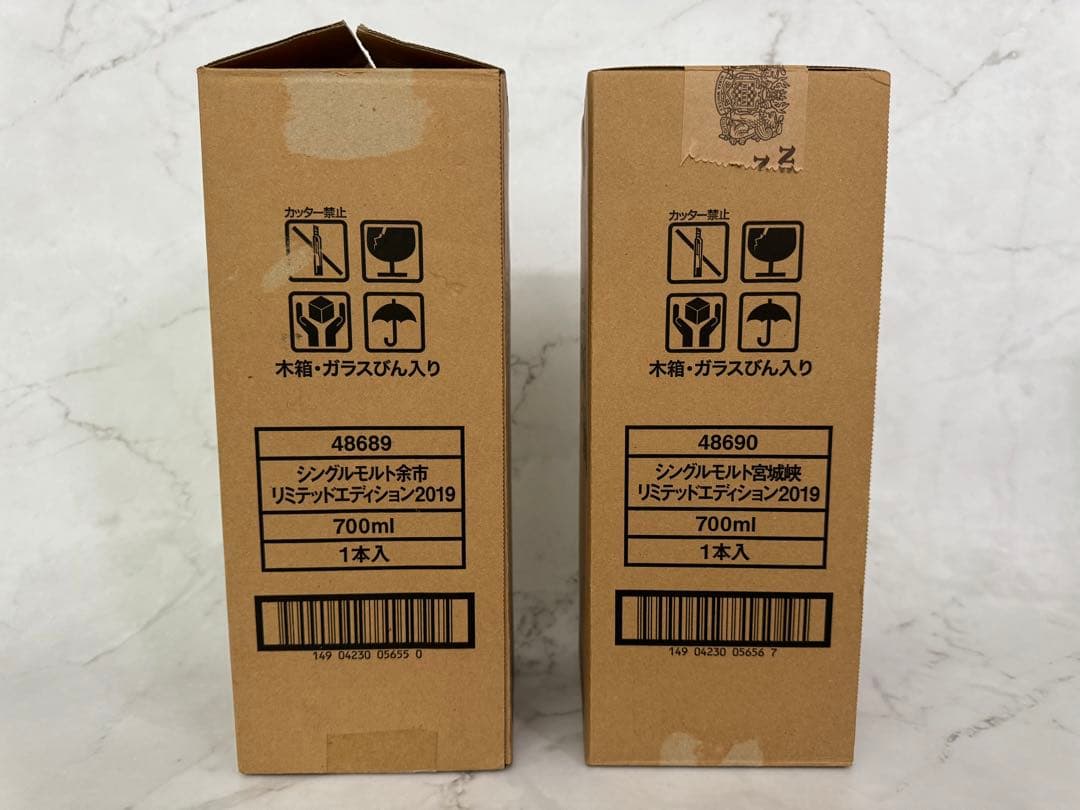 カッター禁止
木箱・ガラスびん入り
48689
シングルモルト余市
リミテッドエディション2019
700ml
1本入
149 04230 05655 0
N
N
カッター禁止
木箱・ガラスびん入り
48690
シングルモルト宮城峡
リミテッドエディション2019
700ml
1本入
149 04230 05656 7